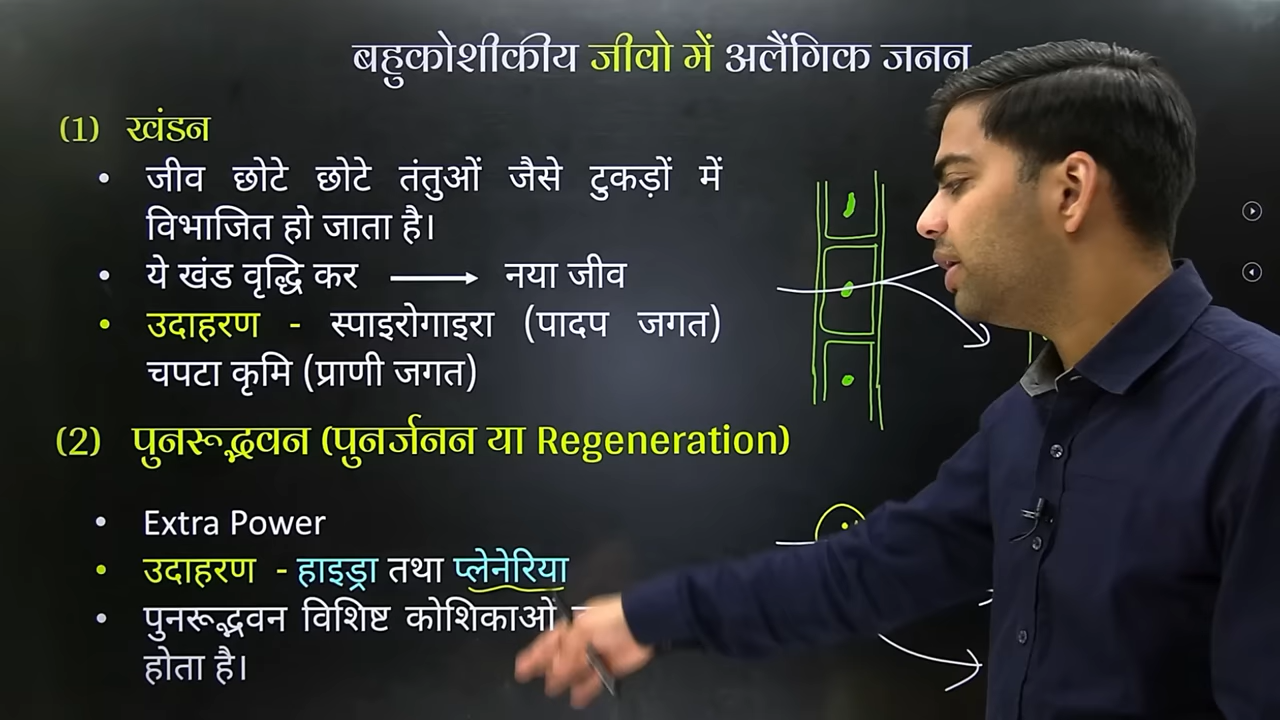 बहुकोशीकीय जीवो में अलैंगिक जनन
(1) खंडन
• जीव छोटे छोटे तंतुओं जैसे टुकड़ों में
विभाजित हो जाता है।
• ये खंड वृद्धि कर ⟶ नया जीव
• उदाहरण - स्पाइरोगाइरा (पादप जगत)
चपटा कृमि (प्राणी जगत)
(2) पुनरूद्भवन (पुनर्जनन या Regeneration)
• Extra Power
• उदाहरण - हाइड्रा तथा प्लेनेरिया
• पुनरूद्भवन विशिष्ट कोशिकाओं
होता है।